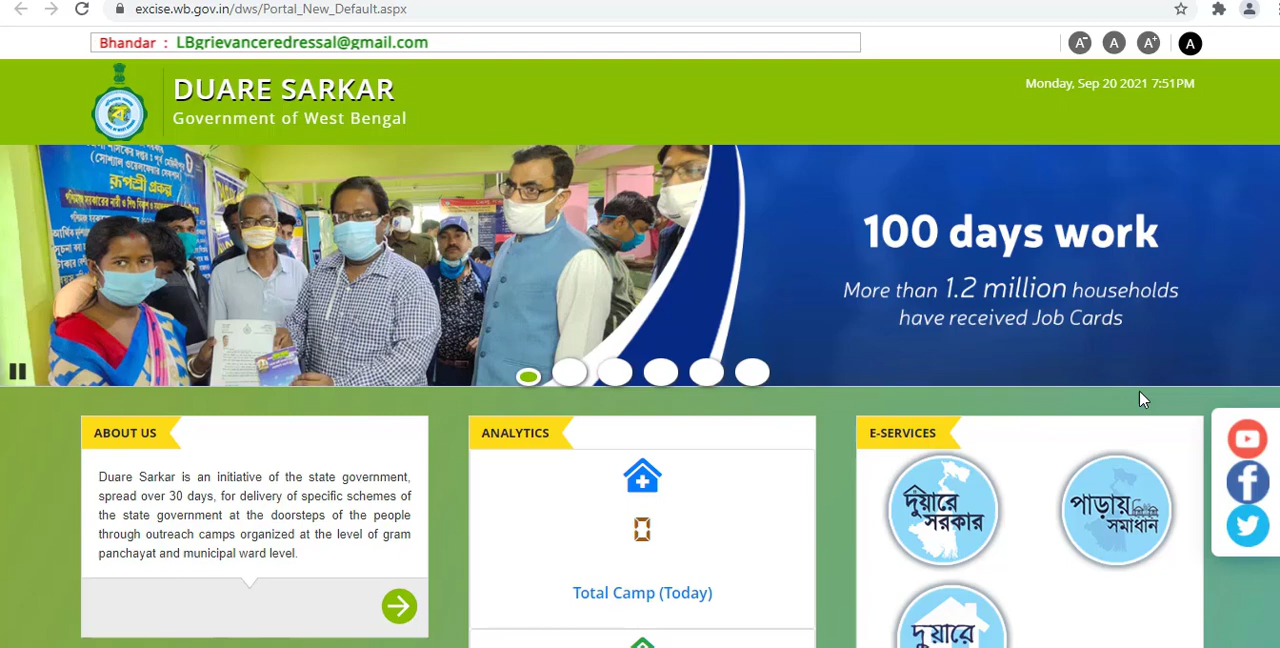 excise.wb.gov.in/dws/Portal_New_Default.aspx
Bhandar : LBgrievanceredressal@gmail.com
A- A A+ A
DUARE SARKAR
Government of West Bengal
Monday, Sep 20 2021 7:51PM
রূপশ্রী প্রকল্প
100 days work
More than 1.2 million households
have received Job Cards
ABOUT US
Duare Sarkar is an initiative of the state government,
spread over 30 days, for delivery of specific schemes of
the state government at the doorsteps of the people
through outreach camps organized at the level of gram
panchayat and municipal ward level.
ANALYTICS
0
Total Camp (Today)
E-SERVICES
দুয়ারে
সরকার
পাড়ায়
সমাধান
দুয়ারে